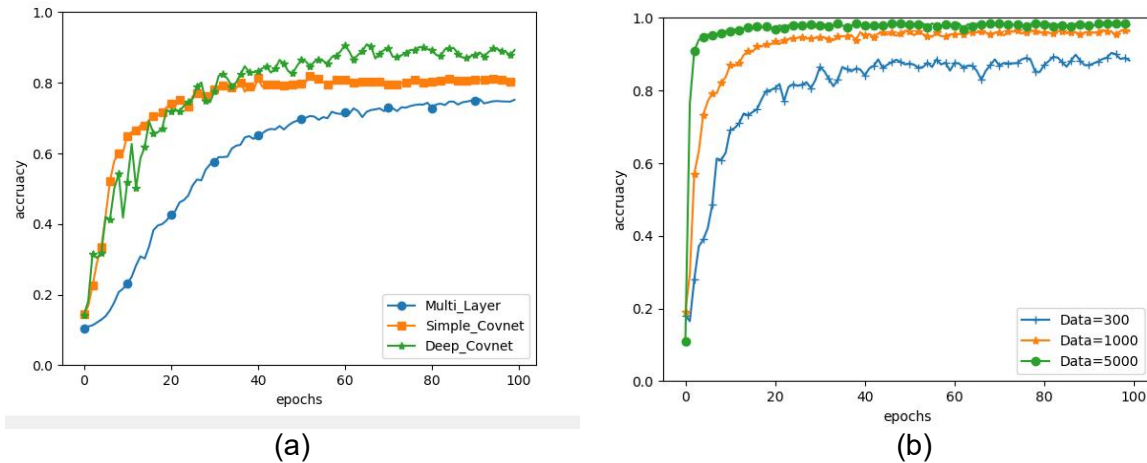 1.0
0.8
0.6
0.4
0.2
0.0
accruacy
0 20 40 60 80 100
epochs
Multi_Layer
Simple_Covnet
Deep_Covnet
(a)
1.0
0.8
0.6
0.4
0.2
0.0
accruacy
0 20 40 60 80 100
epochs
Data=300
Data=1000
Data=5000
(b)